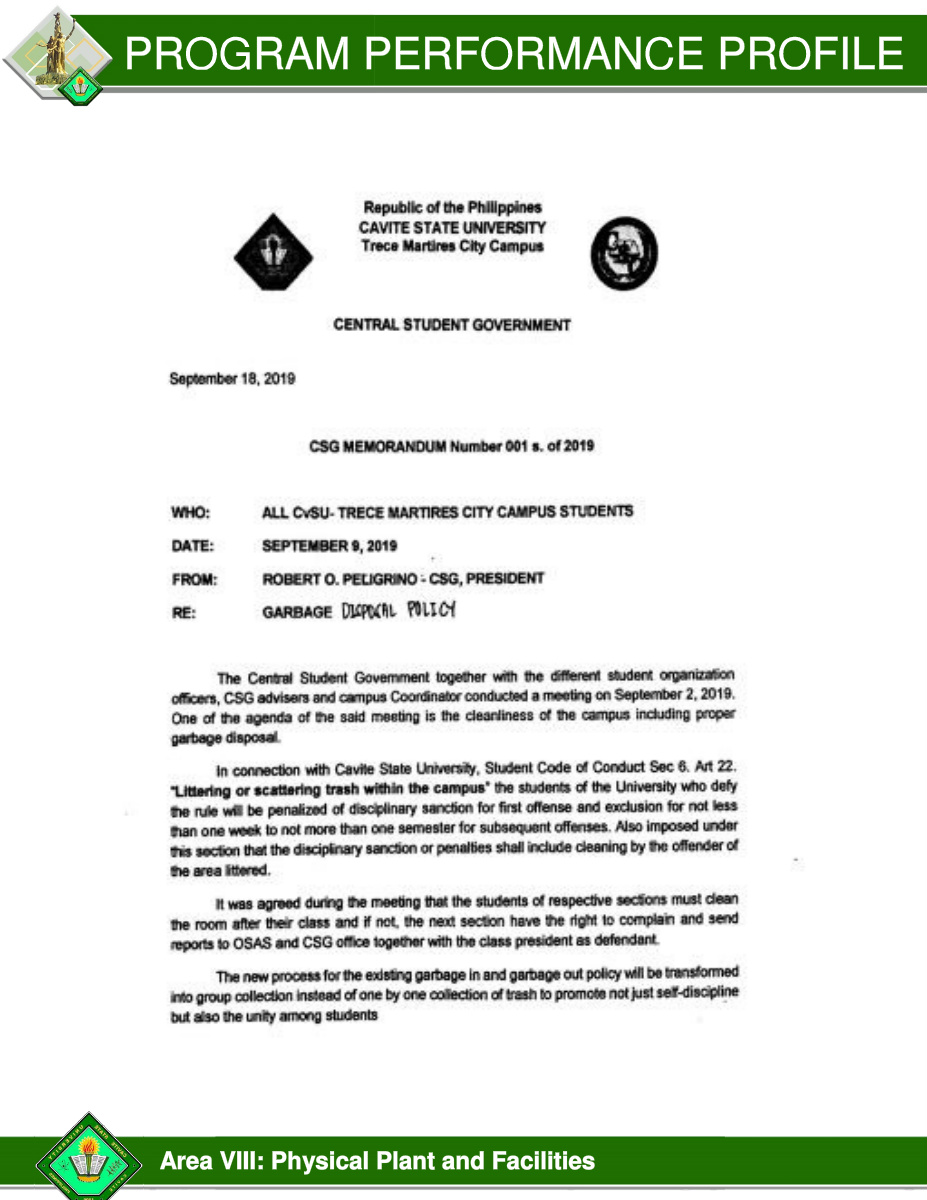 PROGRAM PERFORMANCE PROFILE
Republic of the Philippines
CAVITE STATE UNIVERSITY
Trece Martires City Campus
CENTRAL STUDENT GOVERNMENT
September 18, 2019
CSG MEMORANDUM Number 001 s. of 2019
WHO: ALL CvSU- TRECE MARTIRES CITY CAMPUS STUDENTS
DATE: SEPTEMBER 9, 2019
FROM: ROBERT O. PELIGRINO - CSG, PRESIDENT
RE: GARBAGE DISPOCAL POLICY
The Central Student Government together with the different student organization
officers, CSG advisers and campus Coordinator conducted a meeting on September 2, 2019.
One of the agenda of the said meeting is the cleanliness of the campus including proper
garbage disposal.
In connection with Cavite State University, Student Code of Conduct Sec 6. Art 22.
"Littering or scattering trash within the campus" the students of the University who defy
the rule will be penalized of disciplinary sanction for first offense and exclusion for not less
than one week to not more than one semester for subsequent offenses. Also imposed under
this section that the disciplinary sanction or penalties shall include cleaning by the offender of
the area littered.
It was agreed during the meeting that the students of respective sections must clean
the room after their class and if not, the next section have the right to complain and send
reports to OSAS and CSG office together with the class president as defendant.
The new process for the existing garbage in and garbage out policy will be transformed
into group collection instead of one by one collection of trash to promote not just self-discipline
but also the unity among students
Area VIII: Physical Plant and Facilities